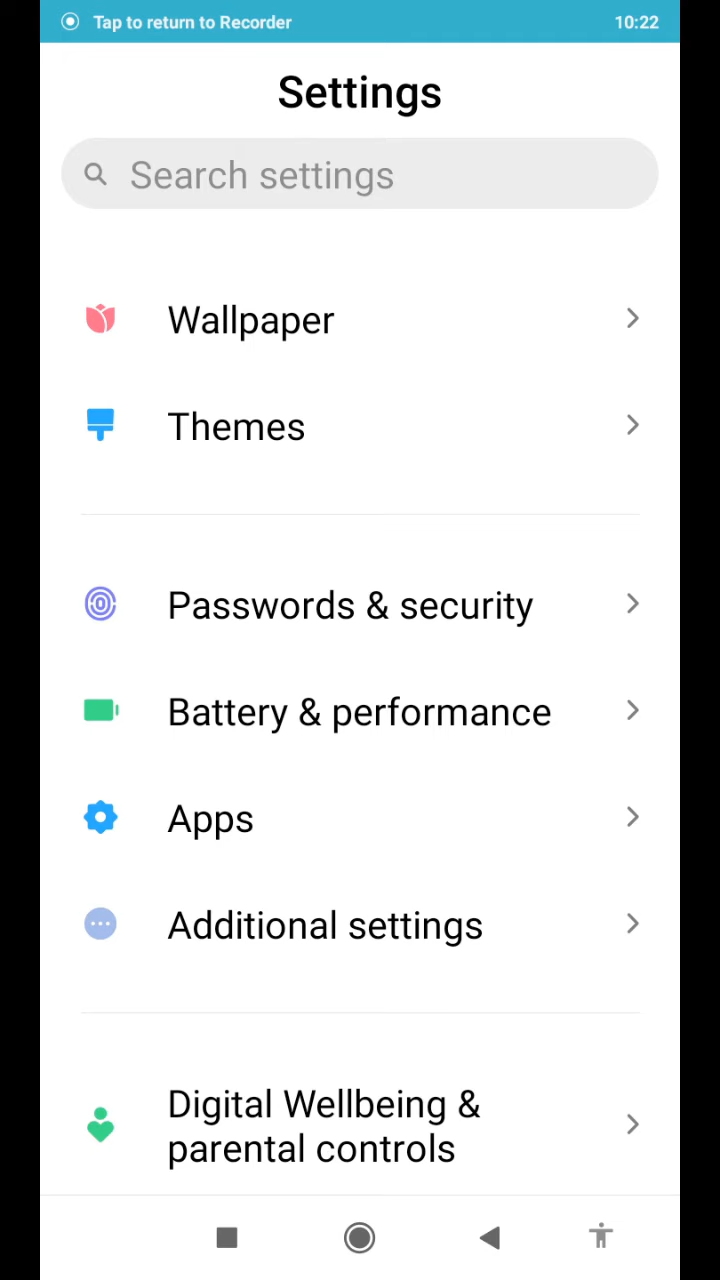 Tap to return to Recorder 10:22
Settings
Search settings
Wallpaper
Themes
Passwords & security
Battery & performance
Apps
Additional settings
Digital Wellbeing &
parental controls